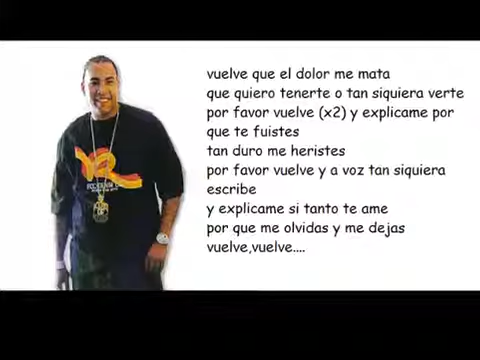 vuelve que el dolor me mata
que quiero tenerte o tan siquiera verte
por favor vuelve (x2) y explicame por
que te fuistes
tan duro me heristes
por favor vuelve y a voz tan siquiera
escribe
y explicame si tanto te ame
por que me olvidas y me dejas
vuelve,vuelve....